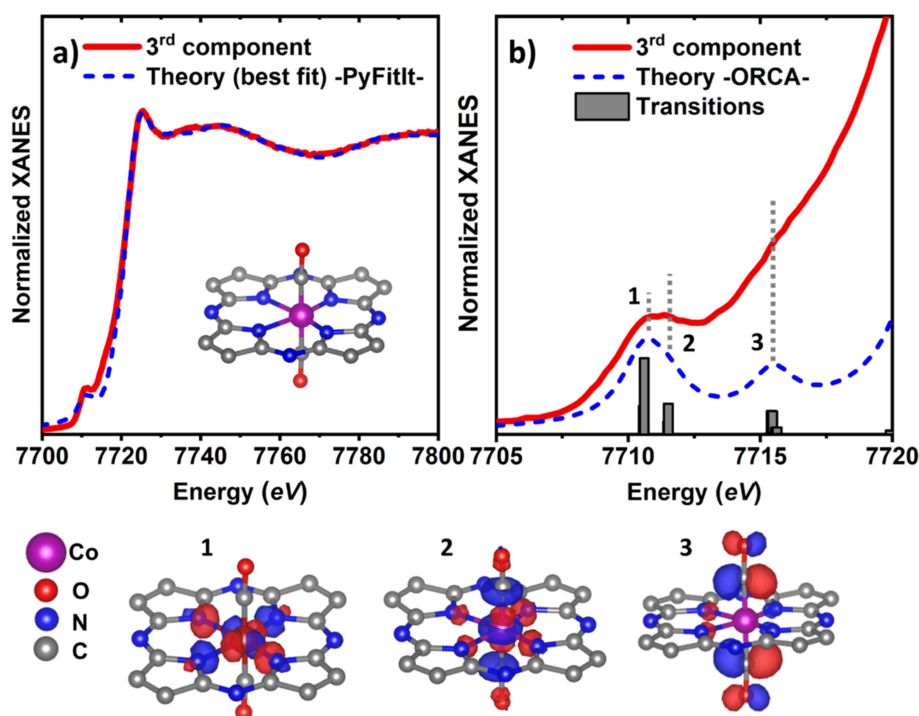 a)
3rd component
Theory (best fit) -PyFitIt-
Normalized XANES
7700 7720 7740 7760 7780 7800
Energy (eV)
b)
3rd component
Theory -ORCA-
Transitions
Normalized XANES
1
2
3
7705 7710 7715 7720
Energy (eV)
Co
O
N
C
1
2
3